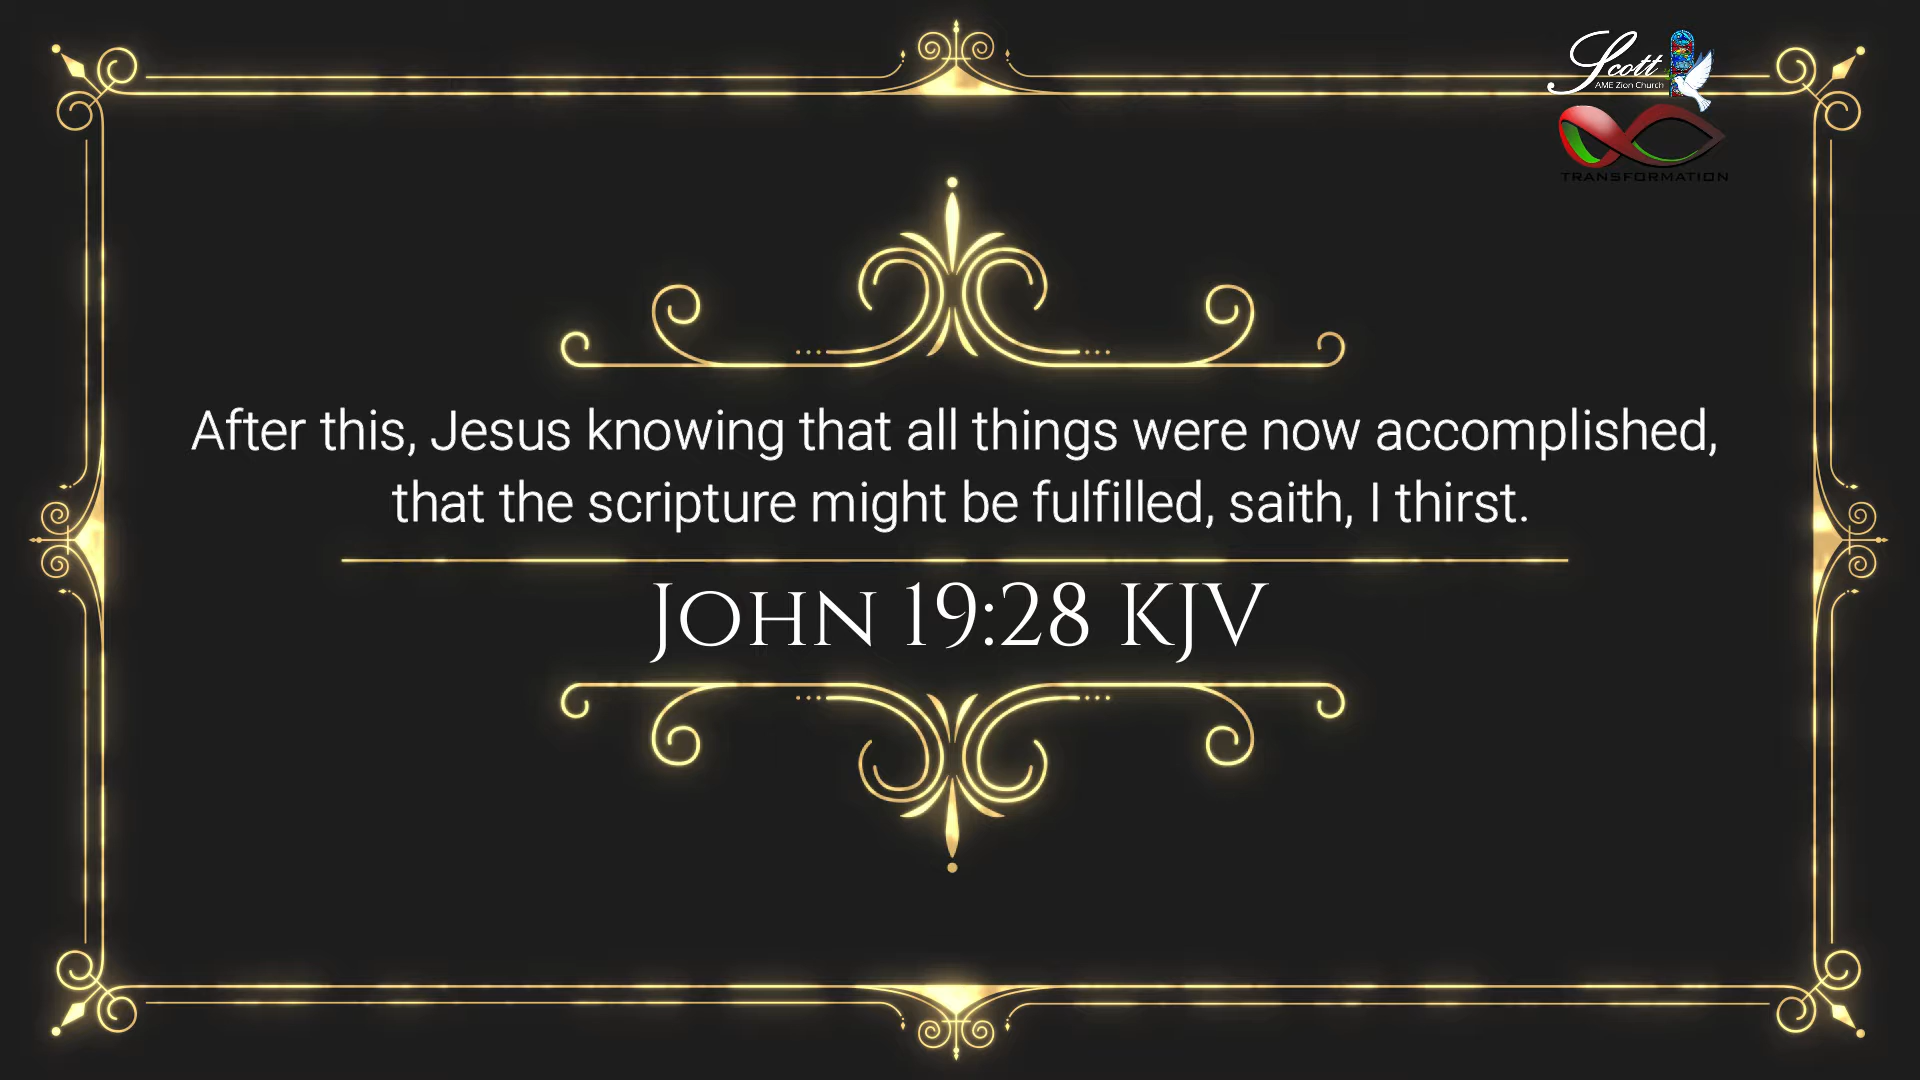 Scott
AME Zion Church
TRANSFORMATION
After this, Jesus knowing that all things were now accomplished,
that the scripture might be fulfilled, saith, I thirst.
John 19:28 KJV